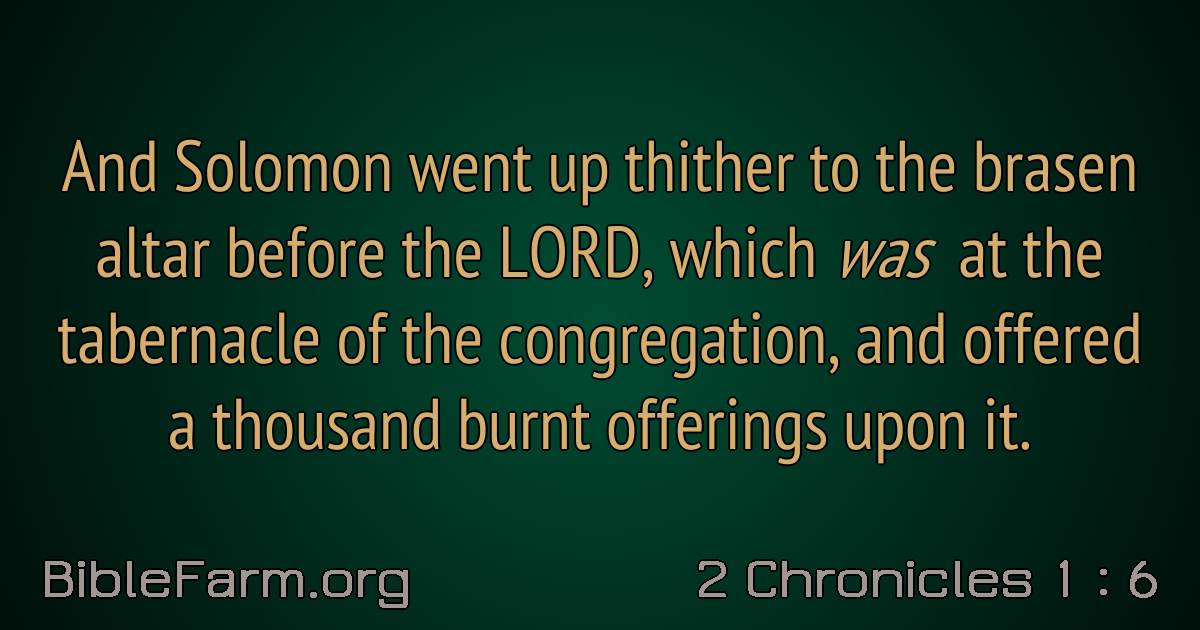 And Solomon went up thither to the brasen
altar before the LORD, which was at the
tabernacle of the congregation, and offered
a thousand burnt offerings upon it.
BibleFarm.org
2 Chronicles 1 : 6